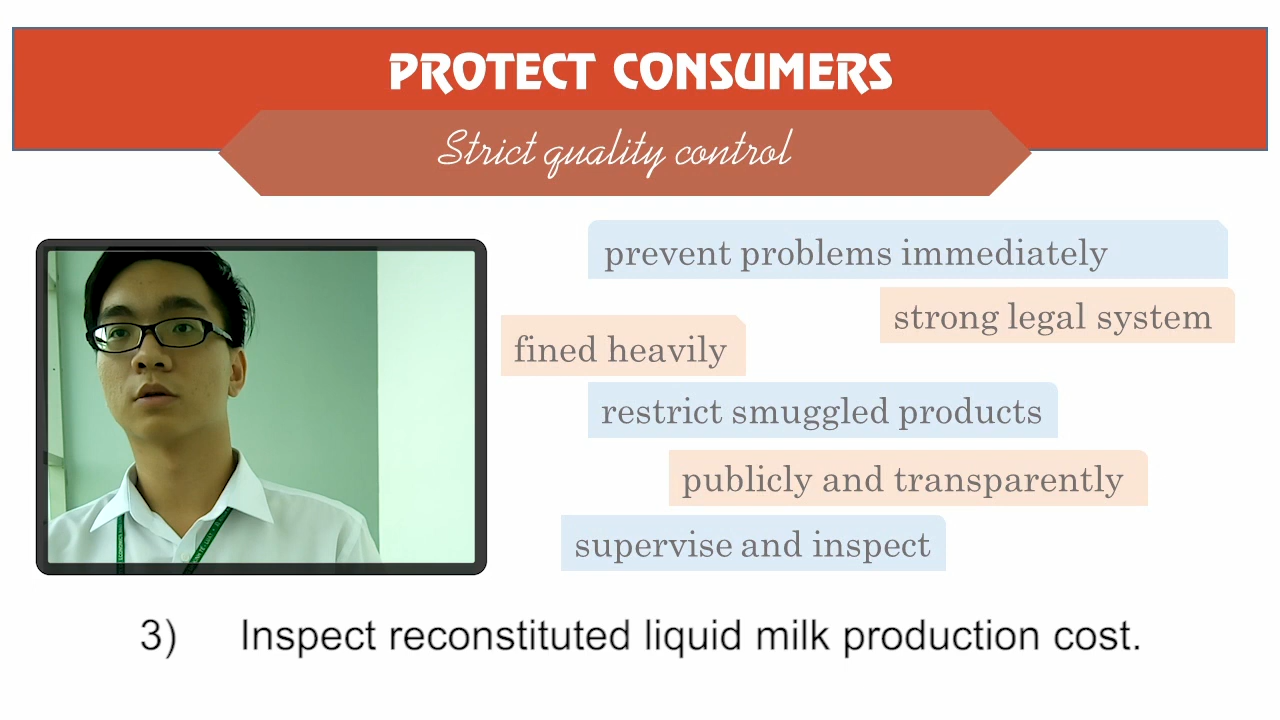 PROTECT CONSUMERS
Strict quality control
prevent problems immediately
strong legal system
fined heavily
restrict smuggled products
publicly and transparently
supervise and inspect
3) Inspect reconstituted liquid milk production cost.